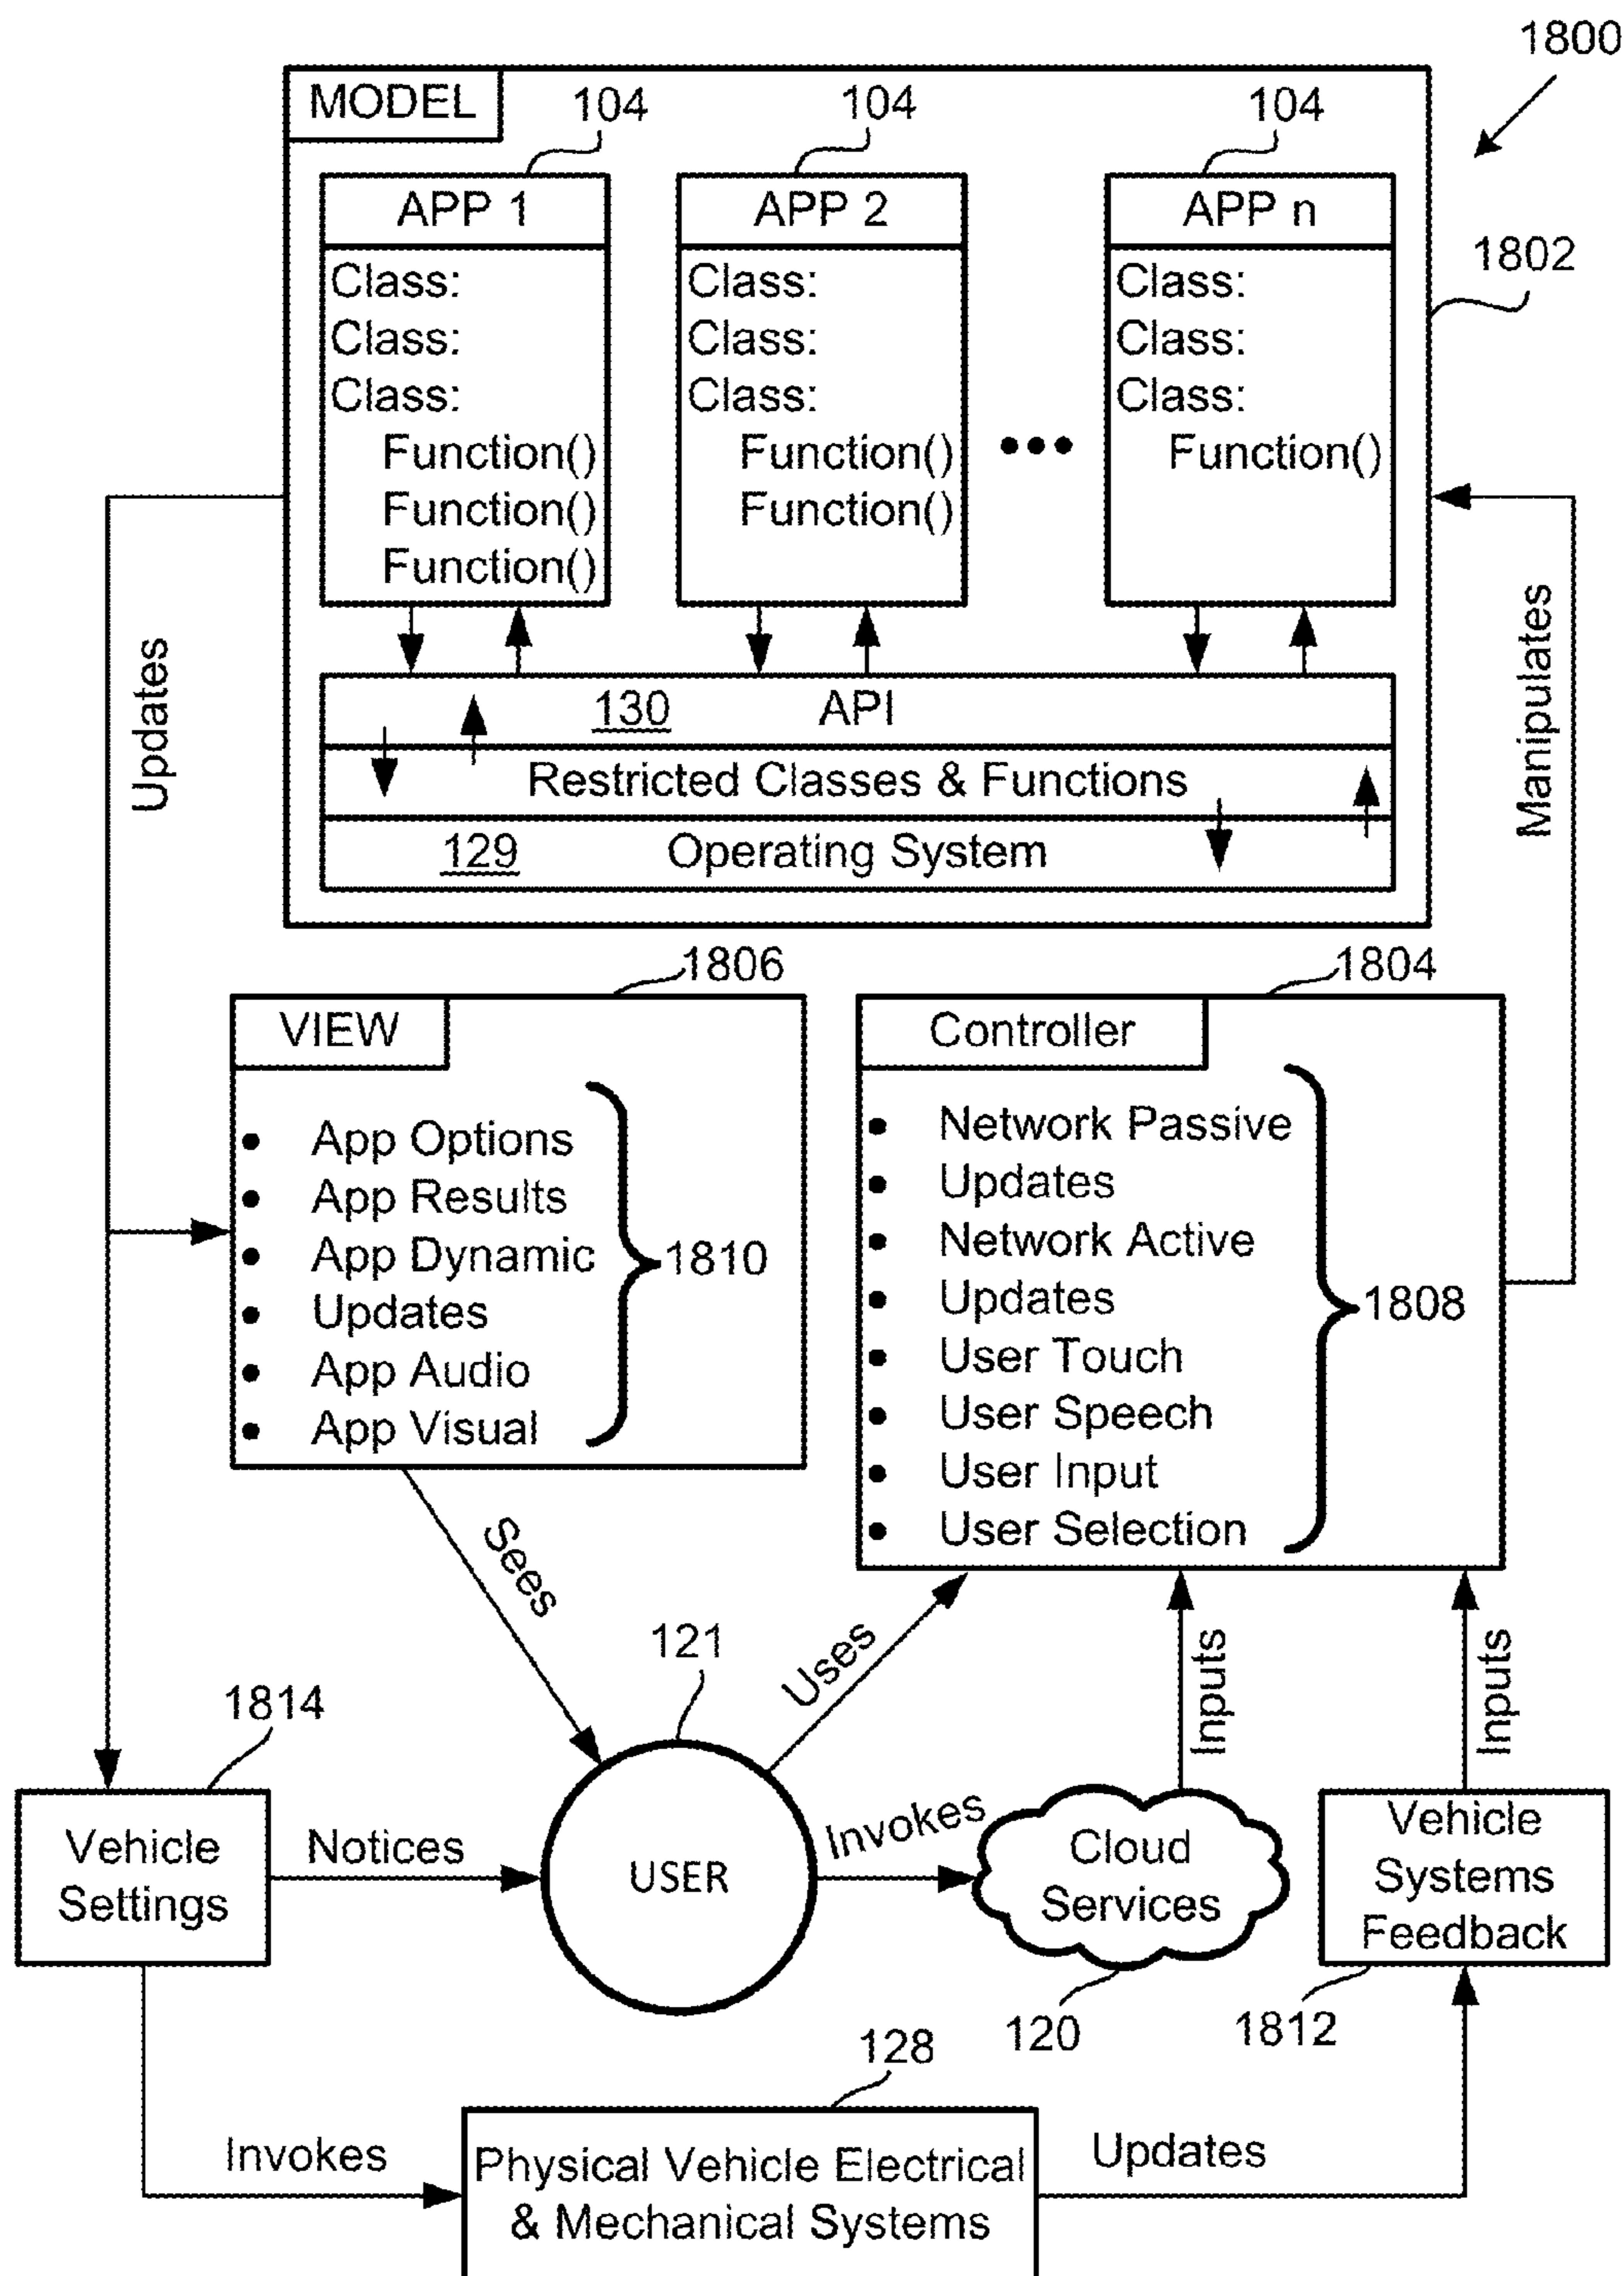 1800
MODEL
104
104
104
1802
APP 1
Class:
Class:
Class:
Function()
Function()
Function()
APP 2
Class:
Class:
Class:
Function()
Function()
•••
APP n
Class:
Class:
Class:
Function()
130 API
Restricted Classes & Functions
129 Operating System
Updates
Manipulates
1806
VIEW
• App Options
• App Results
• App Dynamic
• Updates
• App Audio
• App Visual
1810
1804
Controller
• Network Passive
• Updates
• Network Active
• Updates
• User Touch
• User Speech
• User Input
• User Selection
1808
Sees
Uses
Inputs
Inputs
121
1814
Vehicle
Settings
Notices
USER
Invokes
Cloud
Services
Vehicle
Systems
Feedback
120
1812
128
Invokes
Physical Vehicle Electrical
& Mechanical Systems
Updates